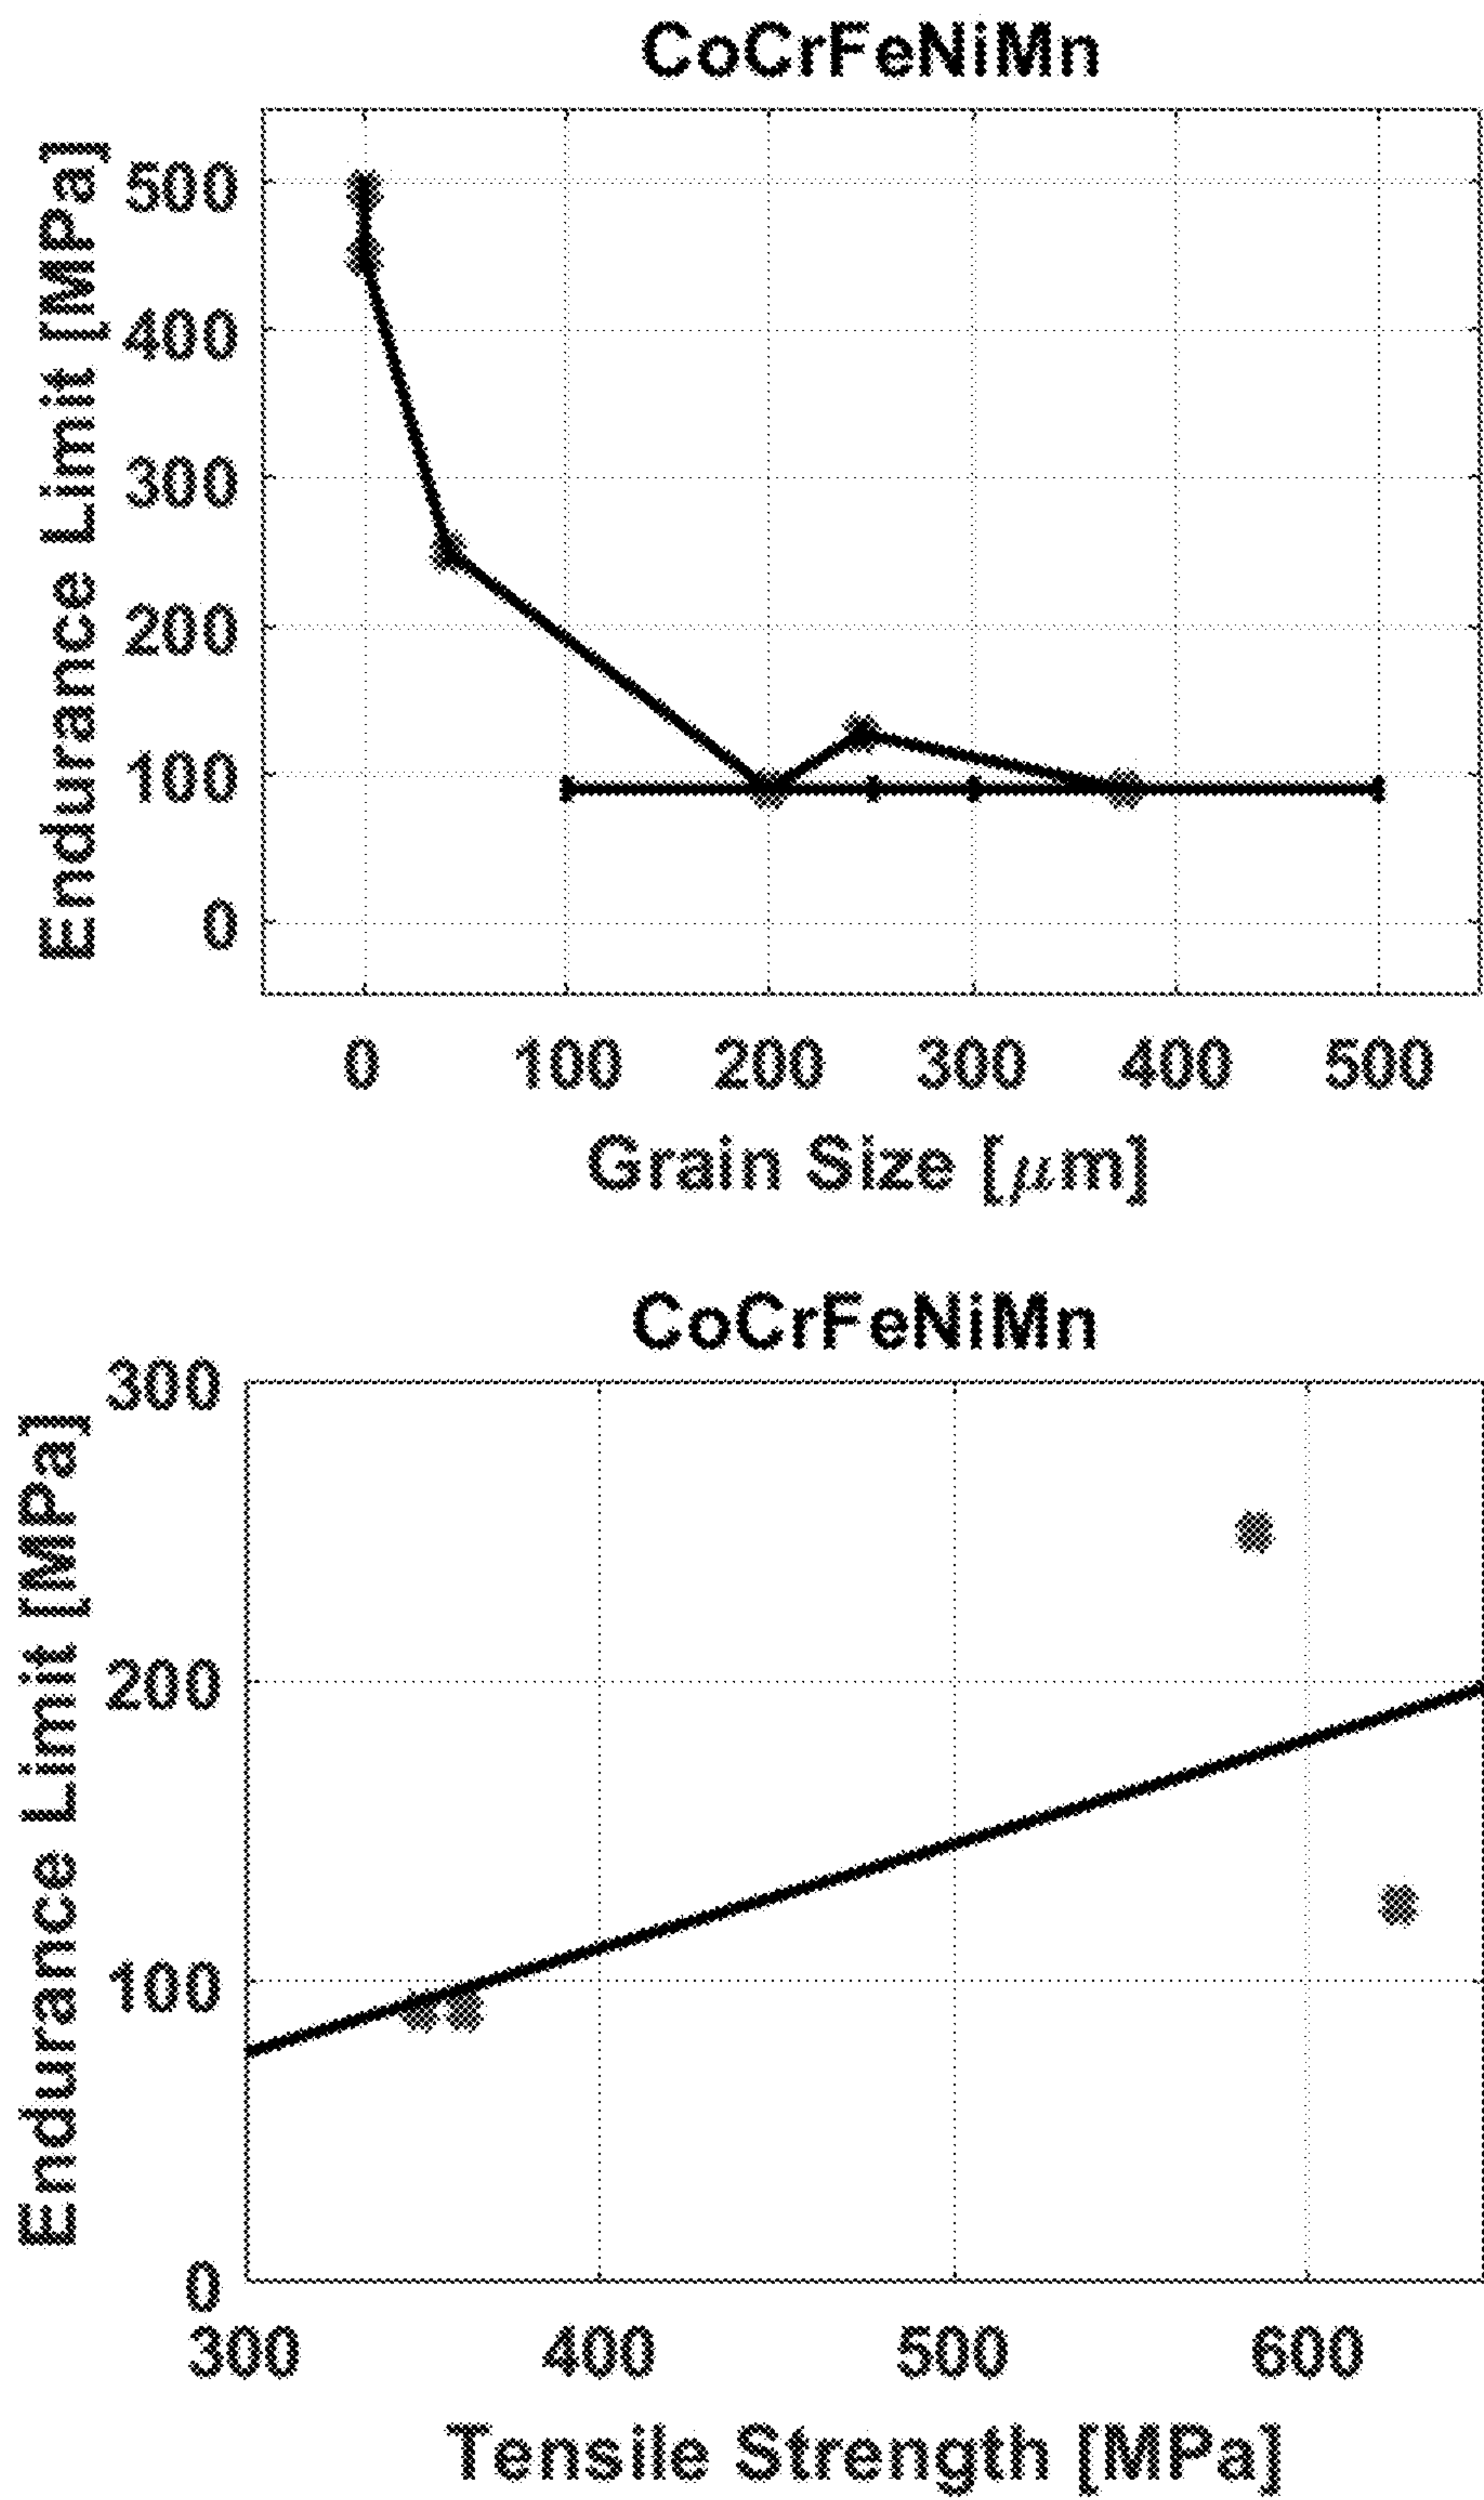 CoCrFeNiMn
Endurance Limit [MPa]
500
400
300
200
100
0
0 100 200 300 400 500
Grain Size [μm]
CoCrFeNiMn
Endurance Limit [MPa]
300
200
100
0
300 400 500 600
Tensile Strength [MPa]